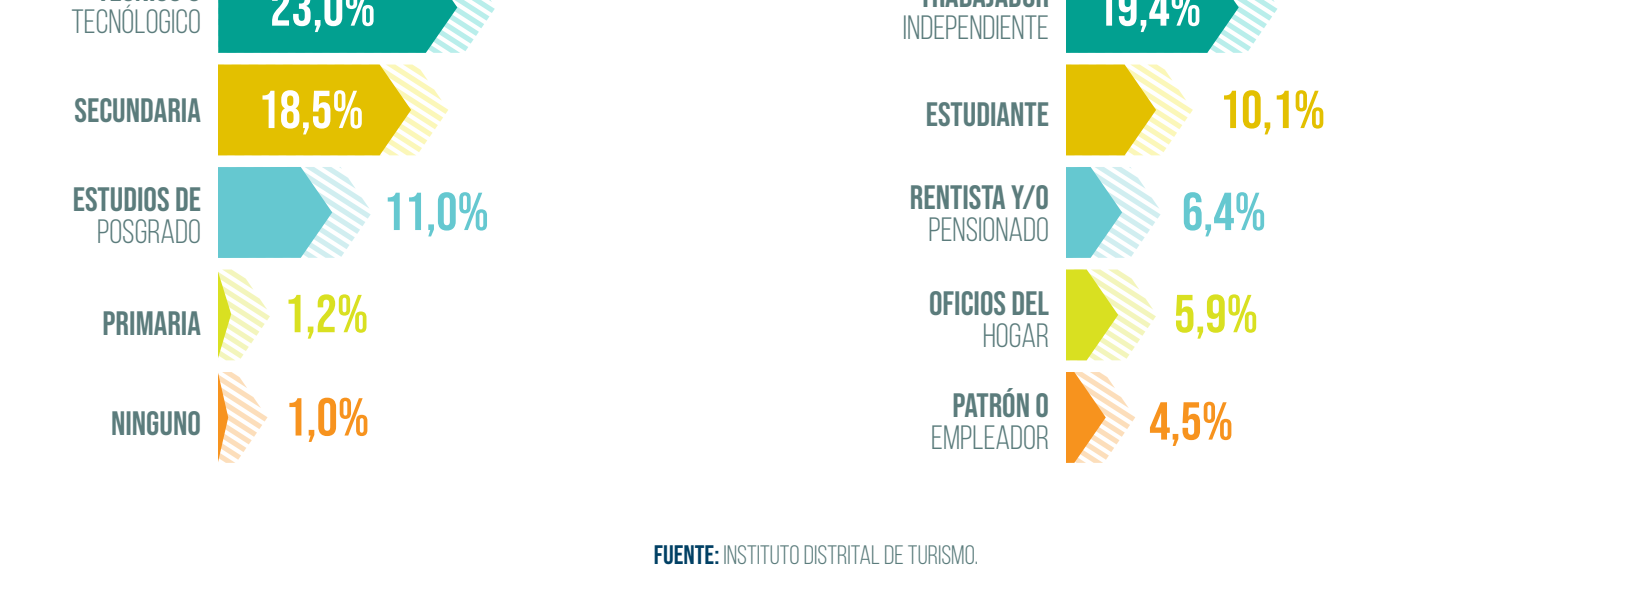 TECNÓLOGICO
23,0%
SECUNDARIA
18,5%
ESTUDIOS DE
POSGRADO
11,0%
PRIMARIA
1,2%
NINGUNO
1,0%
TRABAJADOR
INDEPENDIENTE
19,4%
ESTUDIANTE
10,1%
RENTISTA Y/O
PENSIONADO
6,4%
OFICIOS DEL
HOGAR
5,9%
PATRÓN O
EMPLEADOR
4,5%
FUENTE: INSTITUTO DISTRITAL DE TURISMO.